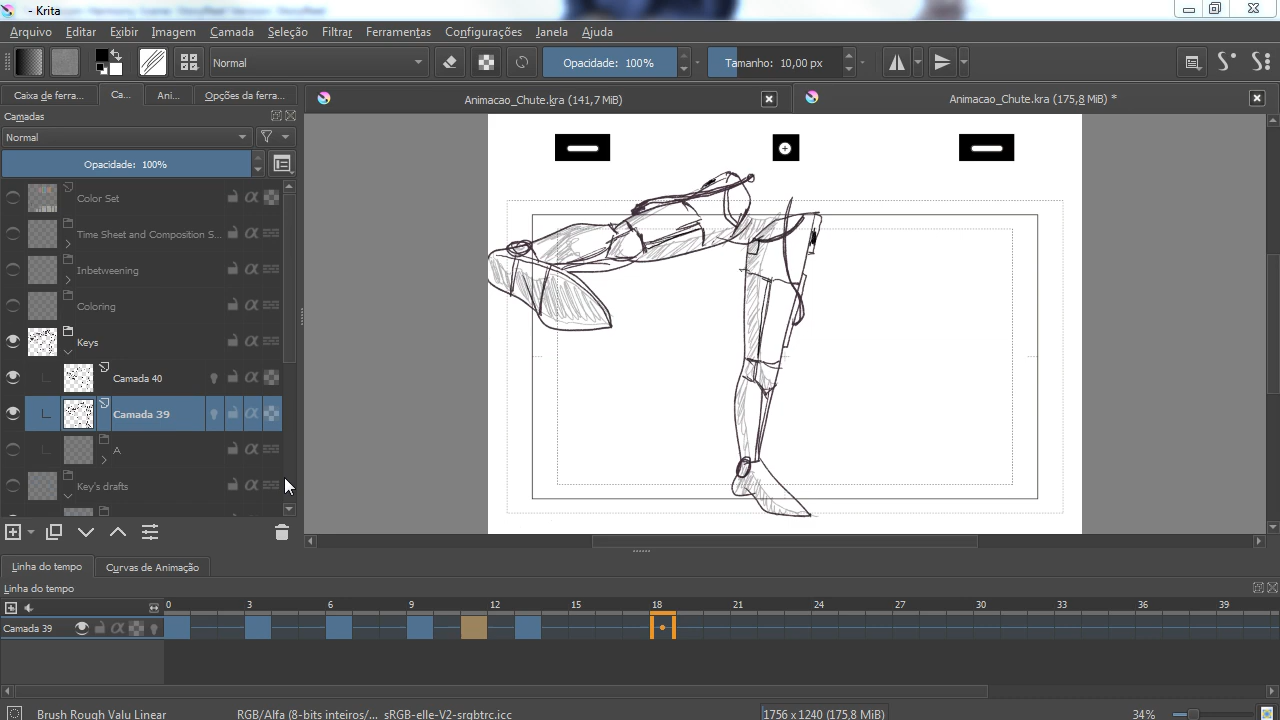 - Krita
Arquivo Editar Exibir Imagem Camada Seleção Filtrar Ferramentas Configurações Janela Ajuda
Normal Opacidade: 100% Tamanho: 10,00 px
Caixa de ferra... Ca... Ani... Opções da ferra...
Animacao_Chute.kra (141,7 MiB) Animacao_Chute.kra (175,8 MiB) *
Camadas
Normal
Opacidade: 100%
Color Set
Time Sheet and Composition S...
Inbetweening
Coloring
Keys
Camada 40
Camada 39
A
Key's drafts
Linha do tempo Curvas de Animação
Linha do tempo
0 3 6 9 12 15 18 21 24 27 30 33 36 39
Camada 39
Brush Rough Valu Linear RGB/Alfa (8-bits inteiros/... sRGB-elle-V2-srgbtrc.icc 1756 x 1240 (175,8 MiB) 34%